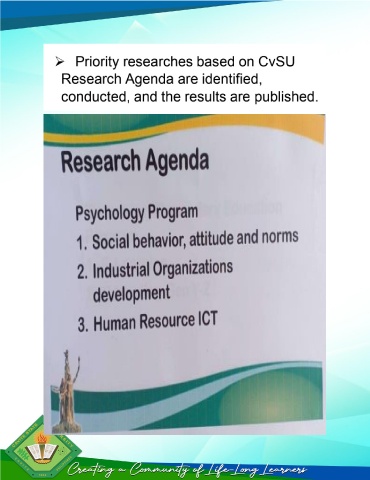 ➢ Priority researches based on CvSU
Research Agenda are identified,
conducted, and the results are published.
Research Agenda
Psychology Program
1. Social behavior, attitude and norms
2. Industrial Organizations
development
3. Human Resource ICT
Creating a Community of Life-Long Learners